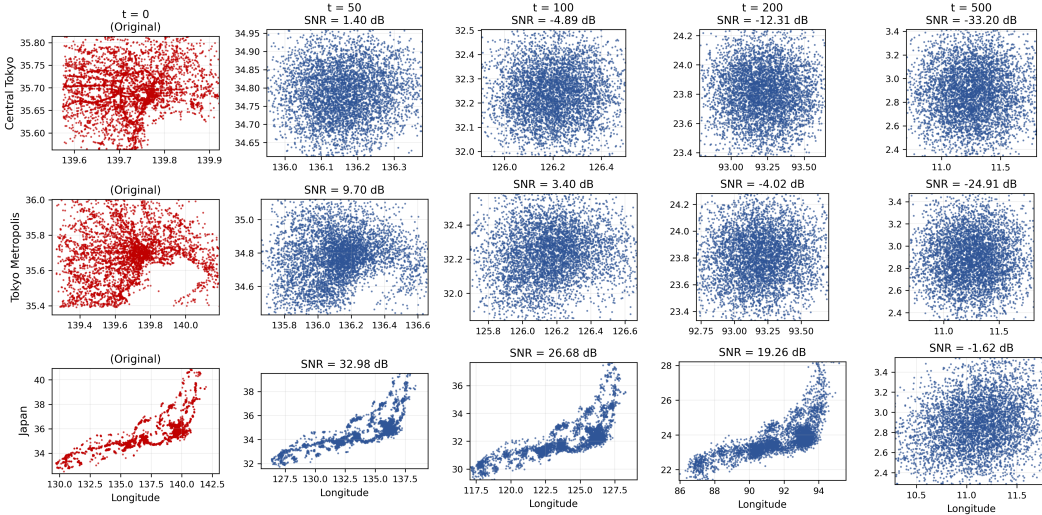 t = 0
(Original)
t = 50
SNR = 1.40 dB
t = 100
SNR = -4.89 dB
t = 200
SNR = -12.31 dB
t = 500
SNR = -33.20 dB
Central Tokyo
35.80
35.75
35.70
35.65
35.60
139.6 139.7 139.8 139.9
34.95
34.90
34.85
34.80
34.75
34.70
34.65
136.0 136.1 136.2 136.3
32.5
32.4
32.3
32.2
32.1
32.0
126.0 126.2 126.4
24.2
24.0
23.8
23.6
23.4
93.00 93.25 93.50
3.4
3.2
3.0
2.8
2.6
2.4
11.0 11.5
(Original)
SNR = 9.70 dB
SNR = 3.40 dB
SNR = -4.02 dB
SNR = -24.91 dB
Tokyo Metropolis
36.0
35.8
35.6
35.4
139.4 139.6 139.8 140.0
35.0
34.8
34.6
135.8 136.0 136.2 136.4 136.6
32.4
32.2
32.0
125.8 126.0 126.2 126.4 126.6
24.2
24.0
23.8
23.6
23.4
92.75 93.00 93.25 93.50
3.4
3.2
3.0
2.8
2.6
2.4
11.0 11.5
(Original)
SNR = 32.98 dB
SNR = 26.68 dB
SNR = 19.26 dB
SNR = -1.62 dB
Japan
40
38
36
34
130.0 132.5 135.0 137.5 140.0 142.5
Longitude
38
36
34
32
127.5 130.0 132.5 135.0 137.5
Longitude
36
34
32
30
117.5 120.0 122.5 125.0 127.5
Longitude
28
26
24
22
86 88 90 92 94
Longitude
3.4
3.2
3.0
2.8
2.6
2.4
10.5 11.0 11.5
Longitude